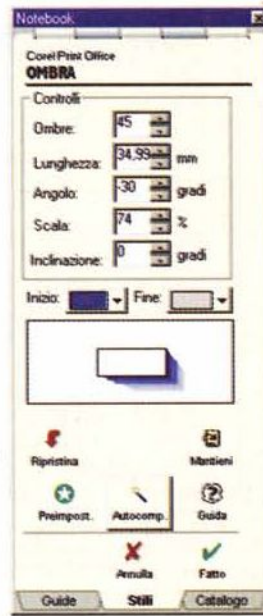 Notebook
Corel Print Office
OMBRA
Controlli
Ombre: 45
Lunghezza: 34,99 mm
Angolo: -30 gradi
Scala: 74 %
Inclinazione: 0 gradi
Inizio: Fine:
Ripristina Mantieni
Preimpost. Autocomp. Guida
Annulla Fatto
Guide Stili Catalogo